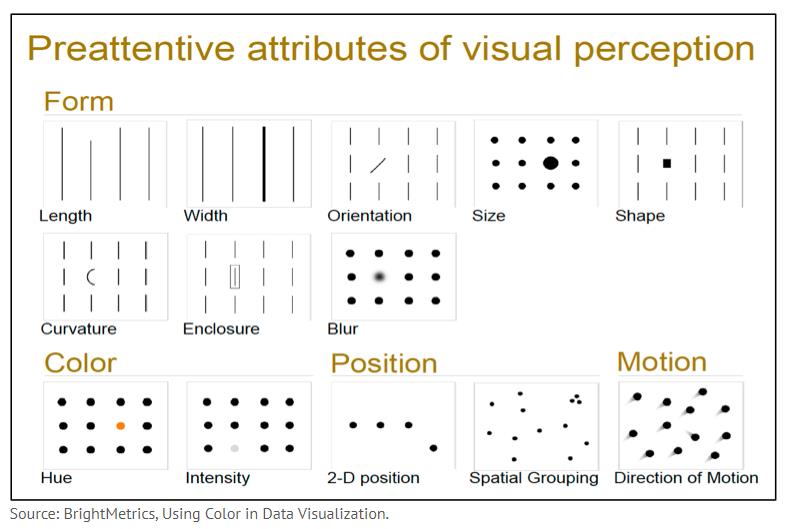 Preattentive attributes of visual perception
Form
Length
Width
Orientation
Size
Shape
Curvature
Enclosure
Blur
Color
Position
Motion
Hue
Intensity
2-D position
Spatial Grouping
Direction of Motion
Source: BrightMetrics, Using Color in Data Visualization.